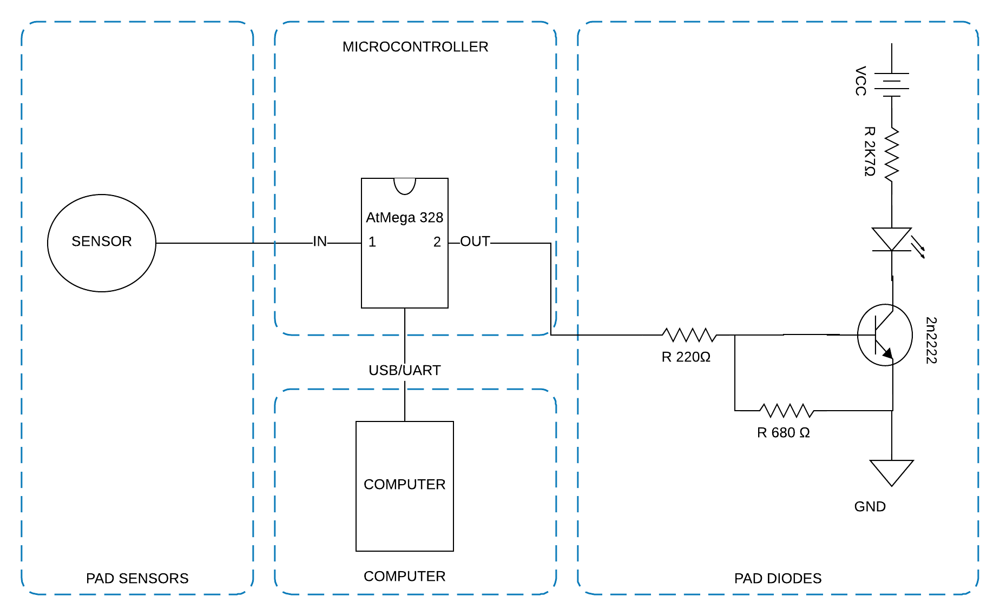 MICROCONTROLLER
VCC
R 2K7Ω
AtMega 328
SENSOR
IN
1
2
OUT
2n2222
R 220Ω
USB/UART
R 680 Ω
COMPUTER
GND
COMPUTER
PAD SENSORS
PAD DIODES